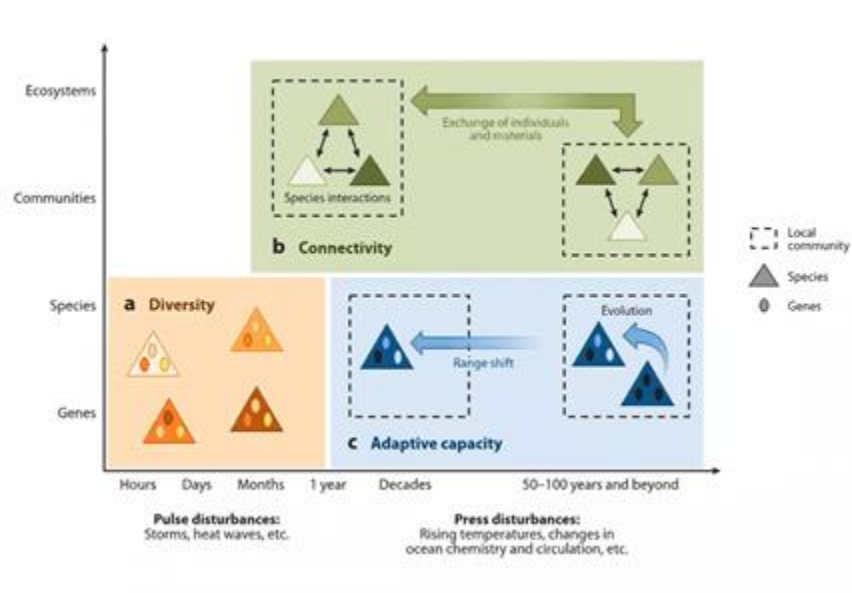 Ecosystems
Communities
Species
Genes
Exchange of individuals
and materials
Species interactions
b Connectivity
a Diversity
Evolution
Range shift
c Adaptive capacity
Local
community
Species
Genes
Hours
Days
Months
1 year
Decades
50–100 years and beyond
Pulse disturbances:
Storms, heat waves, etc.
Press disturbances:
Rising temperatures, changes in
ocean chemistry and circulation, etc.